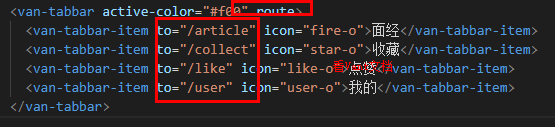 <van-tabbar active-color="#f00" route>
<van-tabbar-item to="/article" icon="fire-o">面经</van-tabbar-item>
<van-tabbar-item to="/collect" icon="star-o">收藏</van-tabbar-item>
<van-tabbar-item to="/like" icon="like-o">点赞</van-tabbar-item>
<van-tabbar-item to="/user" icon="user-o">我的</van-tabbar-item>
</van-tabbar>